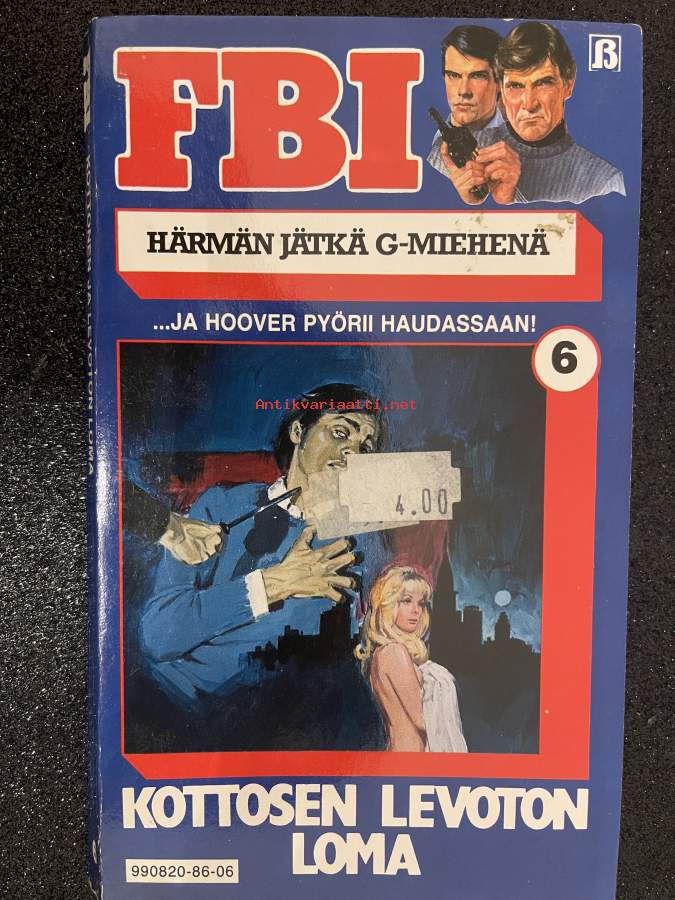 FBI
ß
HÄRMÄN JÄTKÄ G-MIEHENÄ
...JA HOOVER PYÖRII HAUDASSAAN!
6
Antikvariaatti.net
4.00
KOTTOSEN LEVOTON
LOMA
990820-86-06